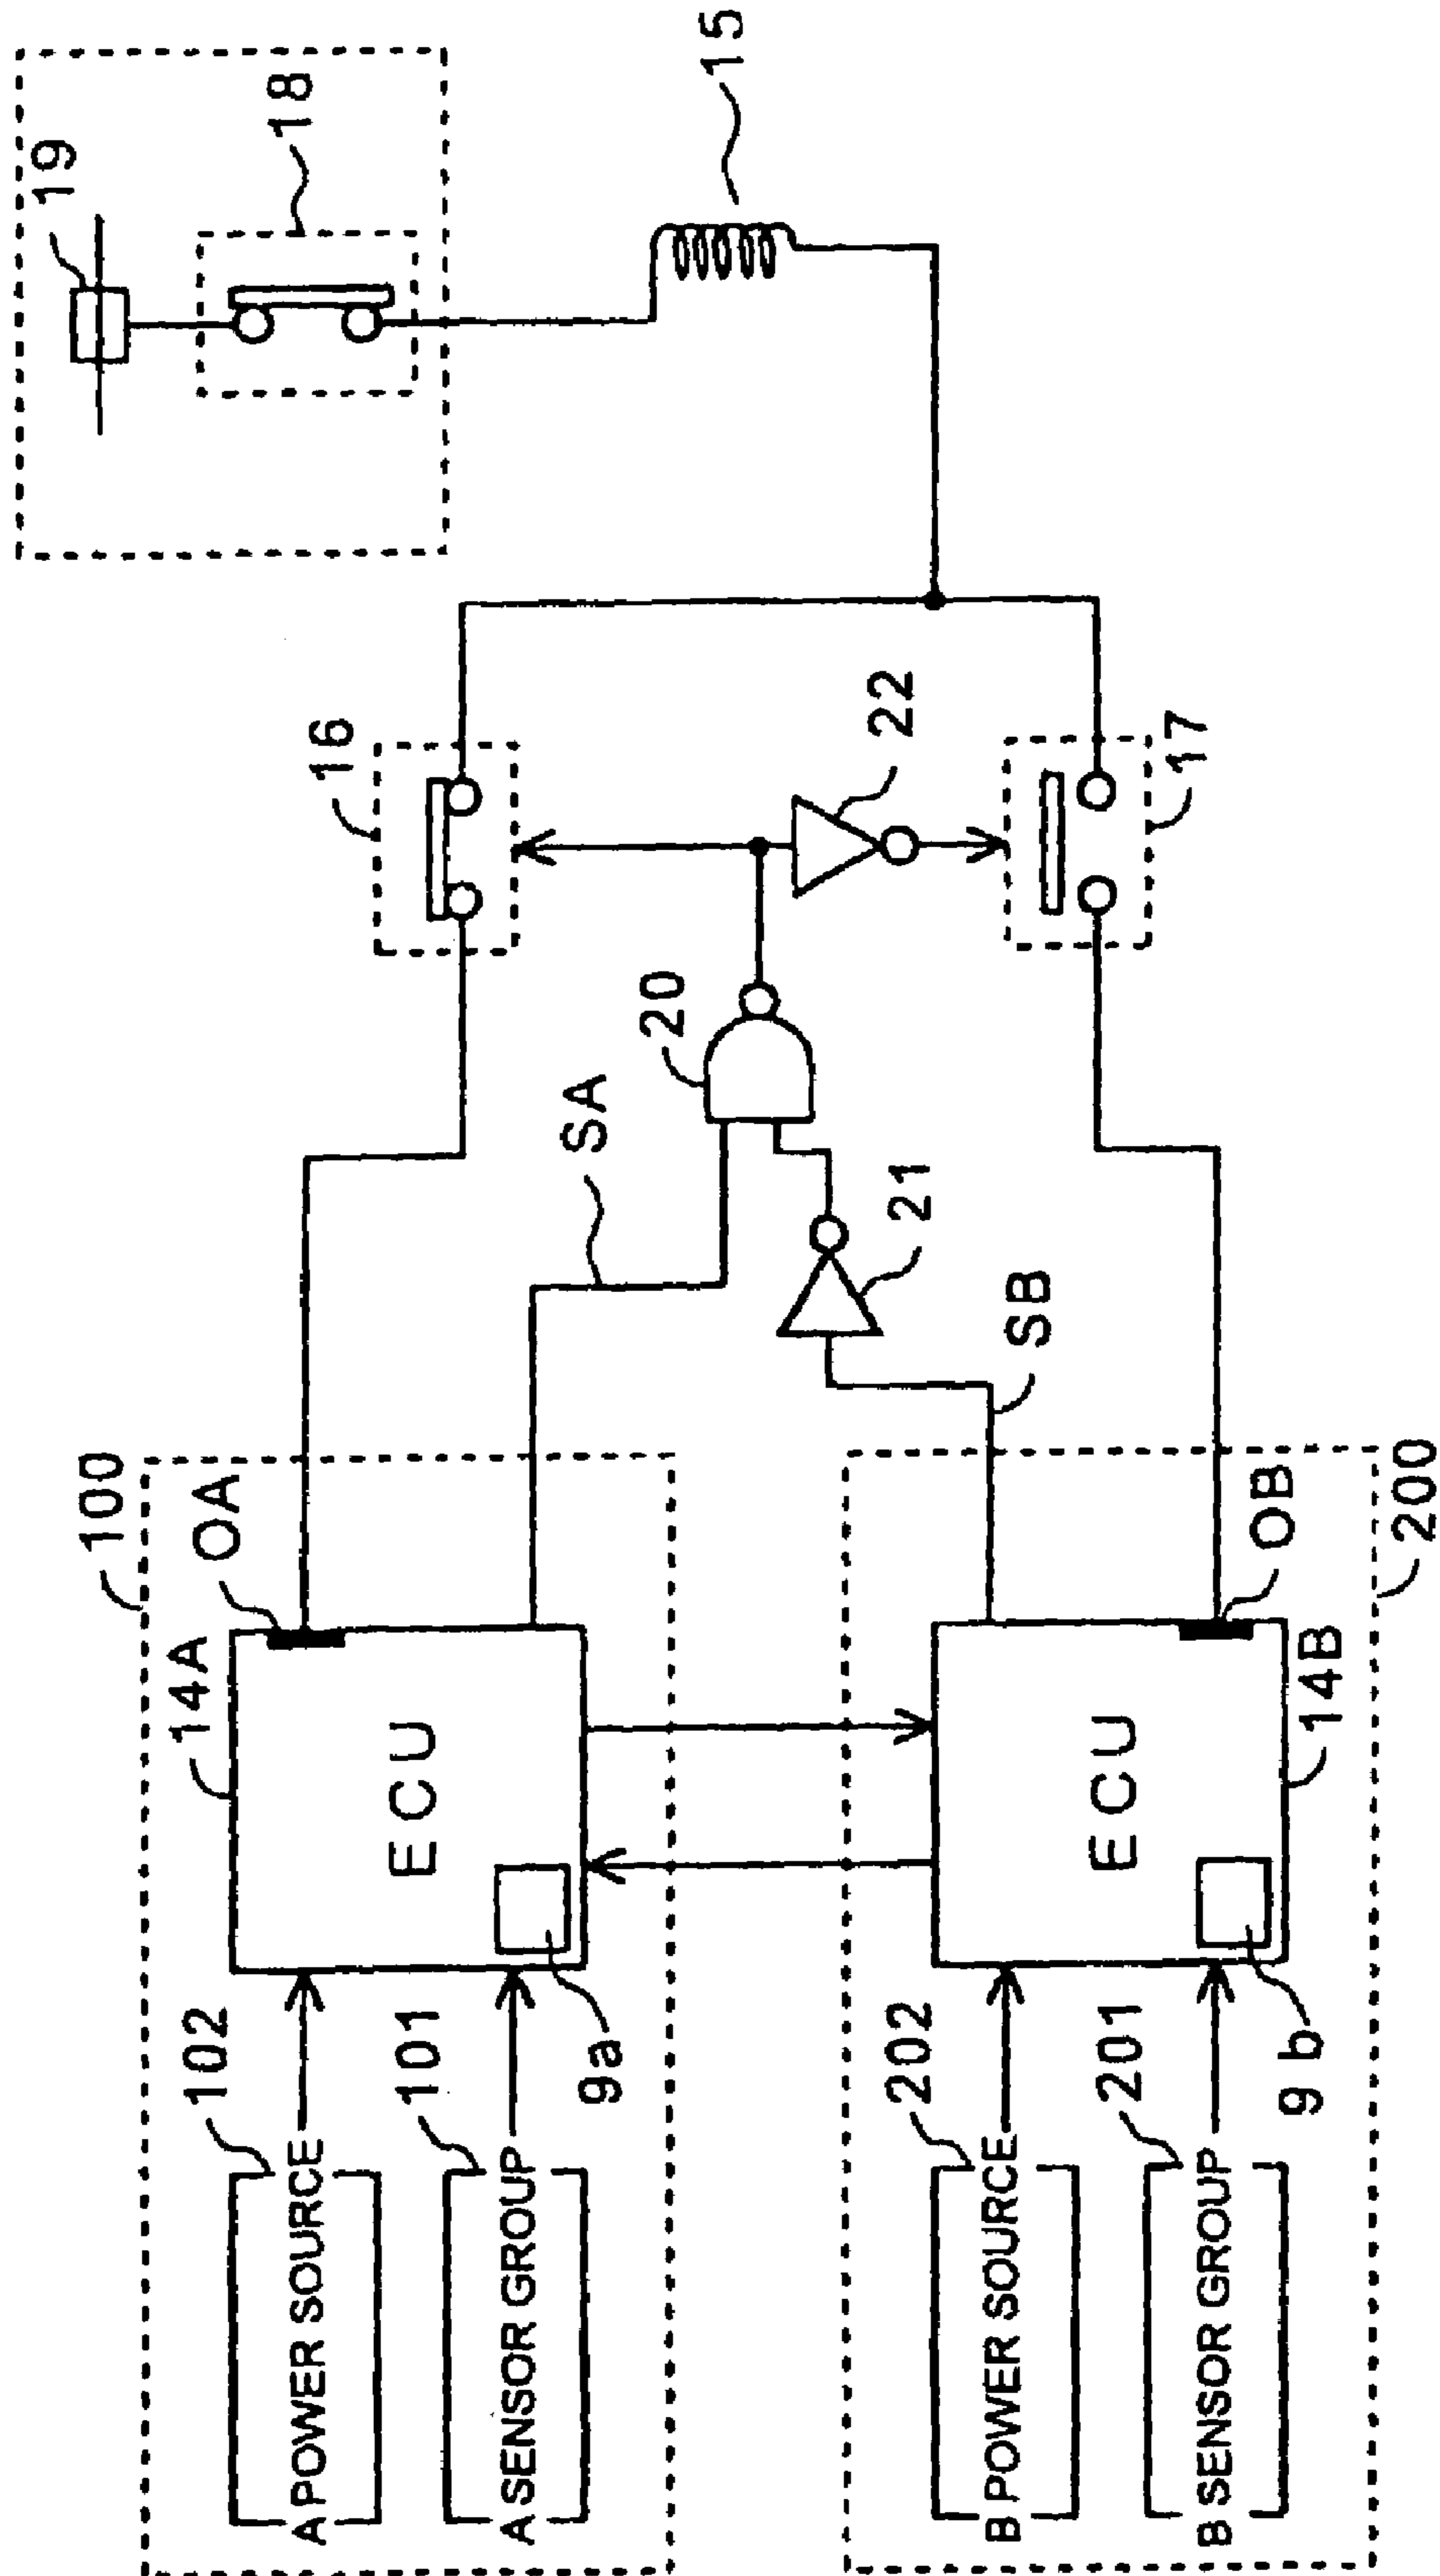 100
14A
OA
ECU
9a
102
A POWER SOURCE
101
A SENSOR GROUP
200
14B
OB
ECU
9b
202
B POWER SOURCE
201
B SENSOR GROUP
SA
SB
20
21
22
16
17
15
18
19